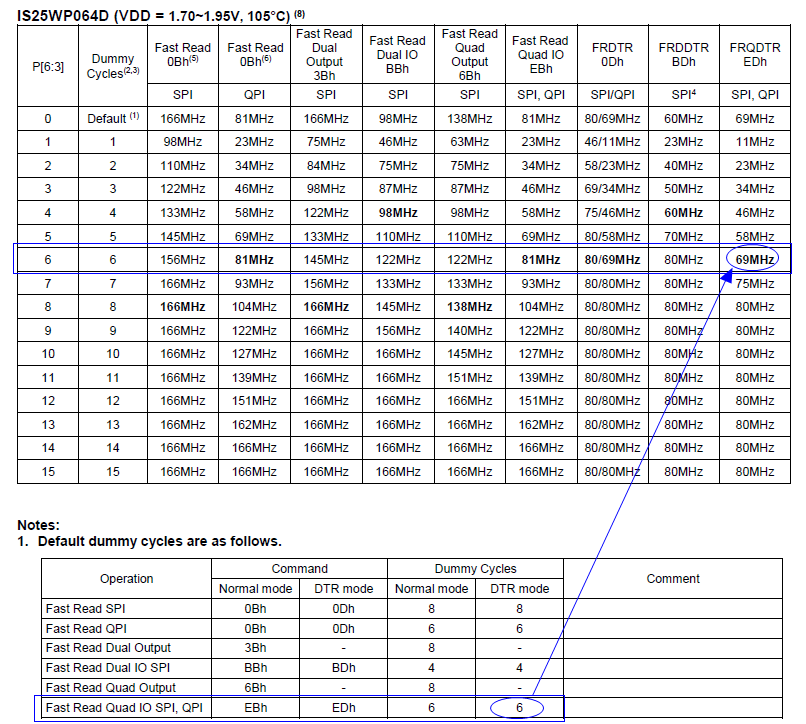 IS25WP064D (VDD = 1.70~1.95V, 105°C) (8)
P[6:3] Dummy Cycles(2,3) Fast Read 0Bh(5) Fast Read 0Bh(6) Fast Read Dual Output 3Bh Fast Read Dual IO BBh Fast Read Quad Output 6Bh Fast Read Quad IO EBh FRDTR 0Dh FRDDTR BDh FRQDTR EDh
SPI QPI SPI SPI SPI SPI, QPI SPI/QPI SPI4 SPI, QPI
0 Default (1) 166MHz 81MHz 166MHz 98MHz 138MHz 81MHz 80/69MHz 60MHz 69MHz
1 1 98MHz 23MHz 75MHz 46MHz 63MHz 23MHz 46/11MHz 23MHz 11MHz
2 2 110MHz 34MHz 84MHz 75MHz 75MHz 34MHz 58/23MHz 40MHz 23MHz
3 3 122MHz 46MHz 98MHz 87MHz 87MHz 46MHz 69/34MHz 50MHz 34MHz
4 4 133MHz 58MHz 122MHz 98MHz 98MHz 58MHz 75/46MHz 60MHz 46MHz
5 5 145MHz 69MHz 133MHz 110MHz 110MHz 69MHz 80/58MHz 70MHz 58MHz
6 6 156MHz 81MHz 145MHz 122MHz 122MHz 81MHz 80/69MHz 80MHz 69MHz
7 7 166MHz 93MHz 156MHz 133MHz 133MHz 93MHz 80/80MHz 80MHz 75MHz
8 8 166MHz 104MHz 166MHz 145MHz 138MHz 104MHz 80/80MHz 80MHz 80MHz
9 9 166MHz 122MHz 166MHz 156MHz 140MHz 122MHz 80/80MHz 80MHz 80MHz
10 10 166MHz 127MHz 166MHz 166MHz 145MHz 127MHz 80/80MHz 80MHz 80MHz
11 11 166MHz 139MHz 166MHz 166MHz 151MHz 139MHz 80/80MHz 80MHz 80MHz
12 12 166MHz 151MHz 166MHz 166MHz 166MHz 151MHz 80/80MHz 80MHz 80MHz
13 13 166MHz 162MHz 166MHz 166MHz 166MHz 162MHz 80/80MHz 80MHz 80MHz
14 14 166MHz 166MHz 166MHz 166MHz 166MHz 166MHz 80/80MHz 80MHz 80MHz
15 15 166MHz 166MHz 166MHz 166MHz 166MHz 166MHz 80/80MHz 80MHz 80MHz
Notes:
1. Default dummy cycles are as follows.
Operation Command Dummy Cycles Comment
Normal mode DTR mode Normal mode DTR mode
Fast Read SPI 0Bh 0Dh 8 8
Fast Read QPI 0Bh 0Dh 6 6
Fast Read Dual Output 3Bh - 8 -
Fast Read Dual IO SPI BBh BDh 4 4
Fast Read Quad Output 6Bh - 8 -
Fast Read Quad IO SPI, QPI EBh EDh 6 6